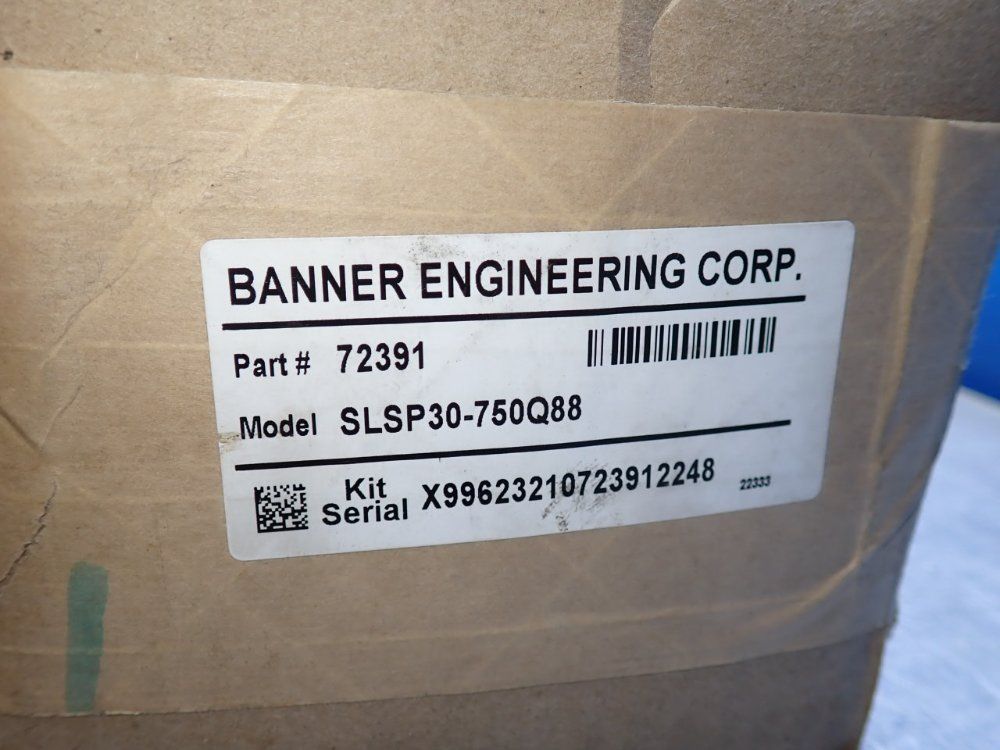 BANNER ENGINEERING CORP.
Part # 72391
Model SLSP30-750Q88
Kit Serial X99623210723912248 22333